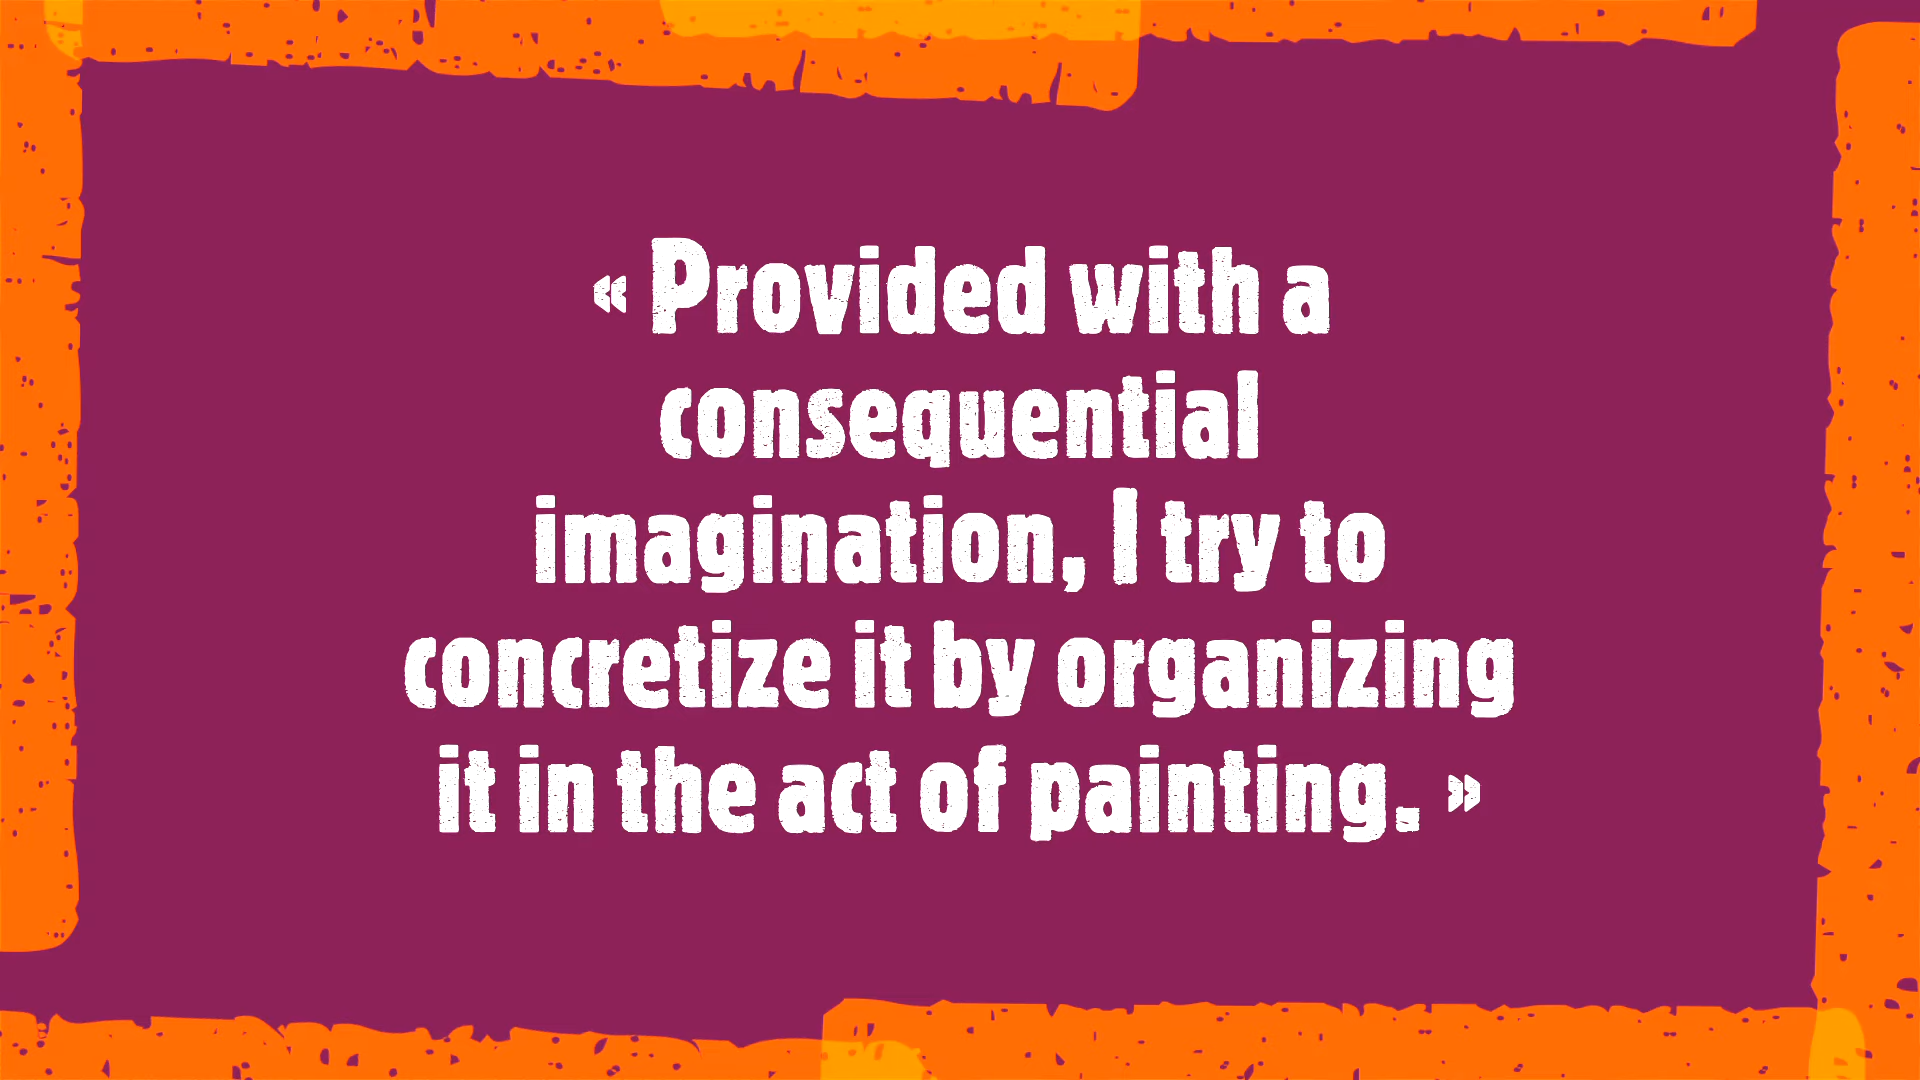 « Provided with a
consequential
imagination, I try to
concretize it by organizing
it in the act of painting. »